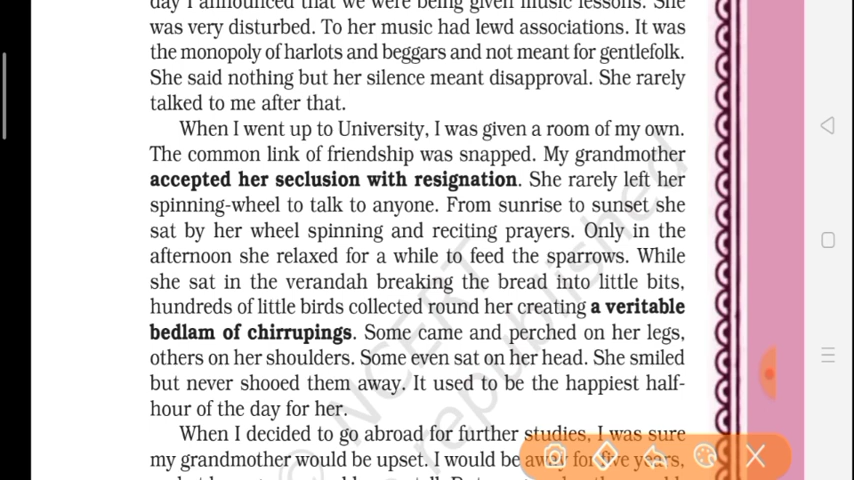 day I announced that we were being given music lessons. She
was very disturbed. To her music had lewd associations. It was
the monopoly of harlots and beggars and not meant for gentlefolk.
She said nothing but her silence meant disapproval. She rarely
talked to me after that.
When I went up to University, I was given a room of my own.
The common link of friendship was snapped. My grandmother
accepted her seclusion with resignation. She rarely left her
spinning-wheel to talk to anyone. From sunrise to sunset she
sat by her wheel spinning and reciting prayers. Only in the
afternoon she relaxed for a while to feed the sparrows. While
she sat in the verandah breaking the bread into little bits,
hundreds of little birds collected round her creating a veritable
bedlam of chirrupings. Some came and perched on her legs,
others on her shoulders. Some even sat on her head. She smiled
but never shooed them away. It used to be the happiest half-
hour of the day for her.
When I decided to go abroad for further studies, I was sure
my grandmother would be upset. I would be away for five years,
© NCERT
republished